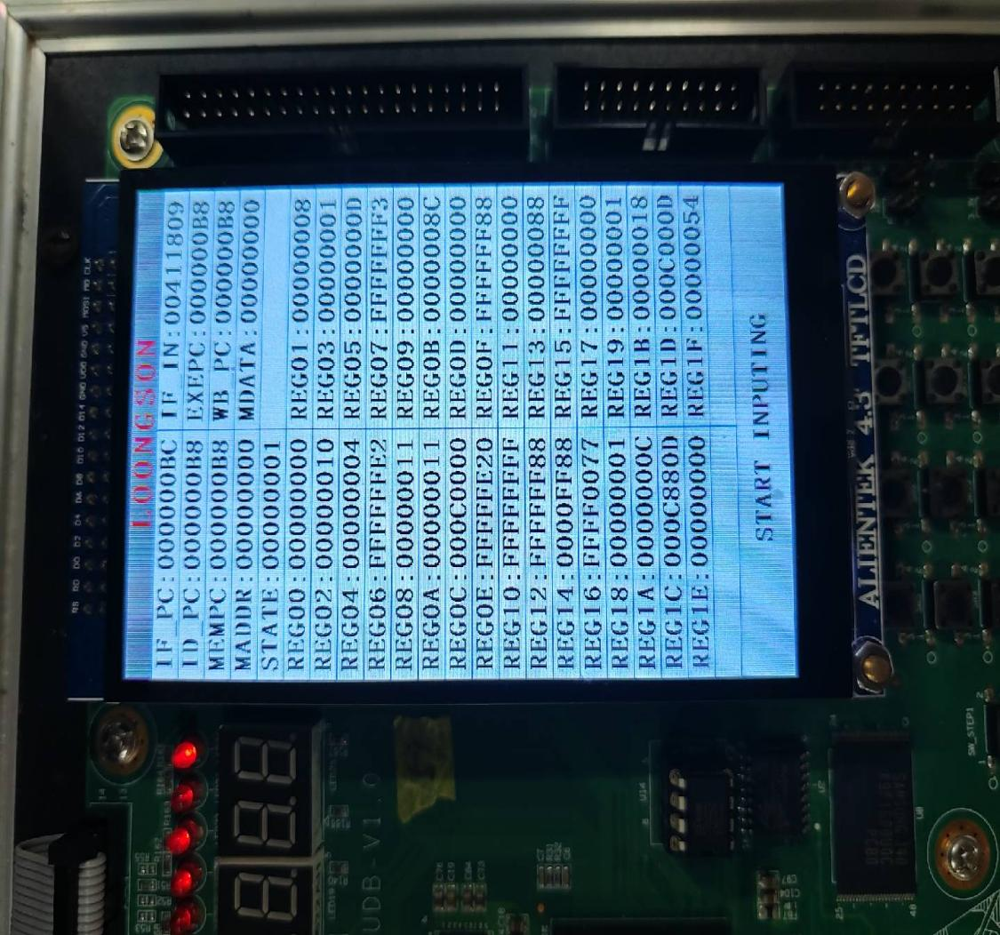 LOONGSON
IF_PC:000000BC IF_IN:00411809
ID_PC:000000B8 EXEPC:000000B8
MEMPC:000000B8 WB_PC:000000B8
MADDR:00000000 MDATA:00000000
STATE:00000001
REG00:00000000 REG01:00000008
REG02:00000010 REG03:00000001
REG04:00000004 REG05:0000000D
REG06:FFFFFFE2 REG07:FFFFFFF3
REG08:00000011 REG09:00000000
REG0A:00000011 REG0B:0000008C
REG0C:000C0000 REG0D:00000000
REG0E:FFFFFE20 REG0F:FFFFFF88
REG10:FFFFFFFF REG11:00000000
REG12:FFFFFF88 REG13:00000088
REG14:0000FF88 REG15:FFFFFFFF
REG16:FFFF0077 REG17:00000000
REG18:00000001 REG19:00000001
REG1A:0000000C REG1B:00000018
REG1C:000C880D REG1D:000C000D
REG1E:00000000 REG1F:00000054
START INPUTING
ALIENTEK 4.3' TFTLCD
UDB-V1.0
SW_STEP1